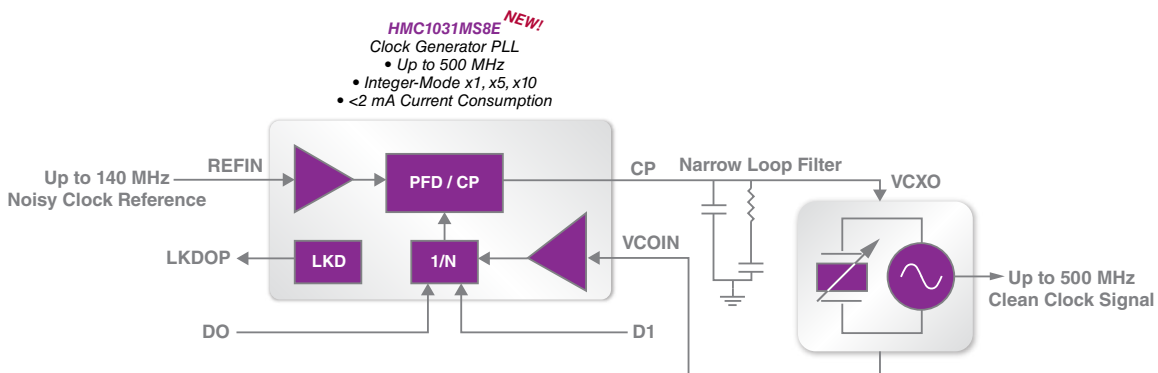 HMC1031MS8E NEW!
Clock Generator PLL
• Up to 500 MHz
• Integer-Mode x1, x5, x10
• <2 mA Current Consumption
REFIN
Up to 140 MHz
Noisy Clock Reference
PFD / CP
CP
Narrow Loop Filter
VCXO
LKDOP
LKD
1/N
VCOIN
Up to 500 MHz
Clean Clock Signal
DO
D1